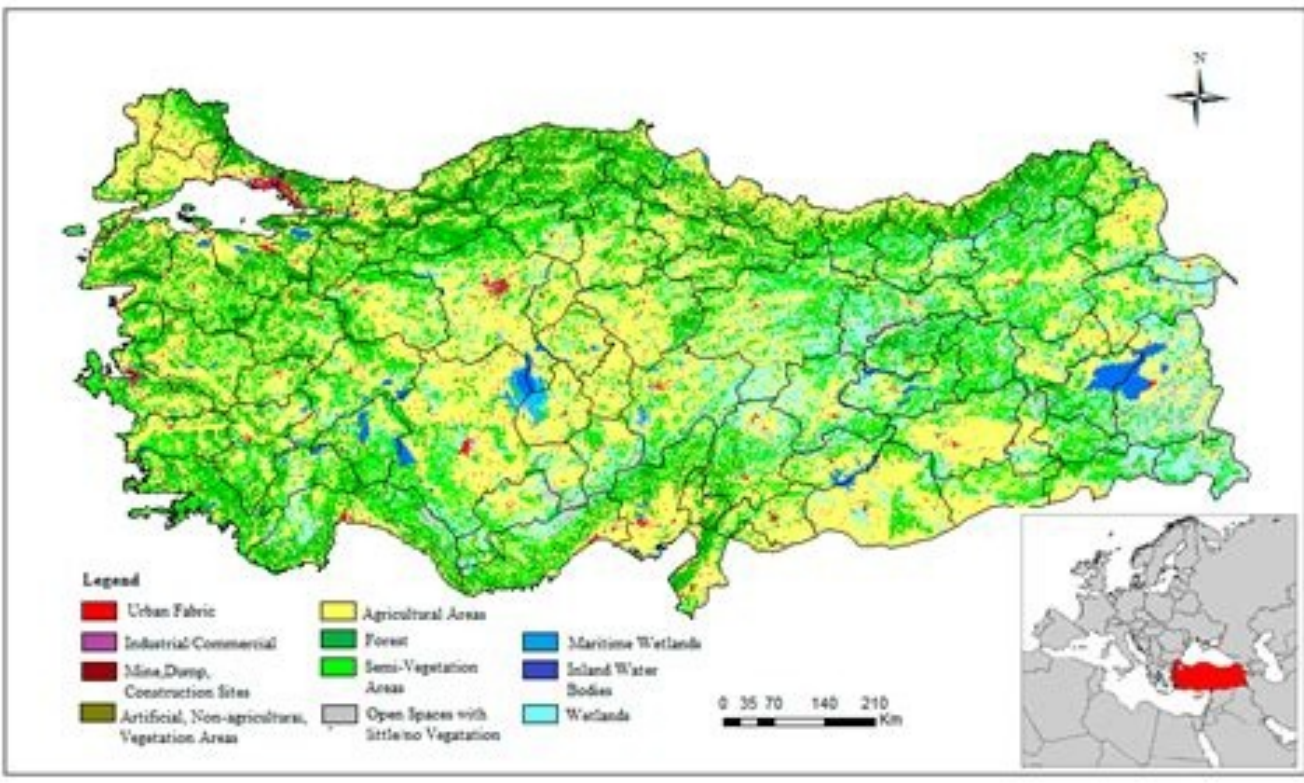 N
Legend
Urban Fabric
Industrial/Commercial
Mine,Dump,
Construction Sites
Artificial, Non-agricultural,
Vegetation Areas
Agricultural Areas
Forest
Semi-Vegetation
Areas
Open Spaces with
little/no Vegatation
Maritime Wetlands
Inland Water
Bodies
Wetlands
0 35 70 140 210
Km